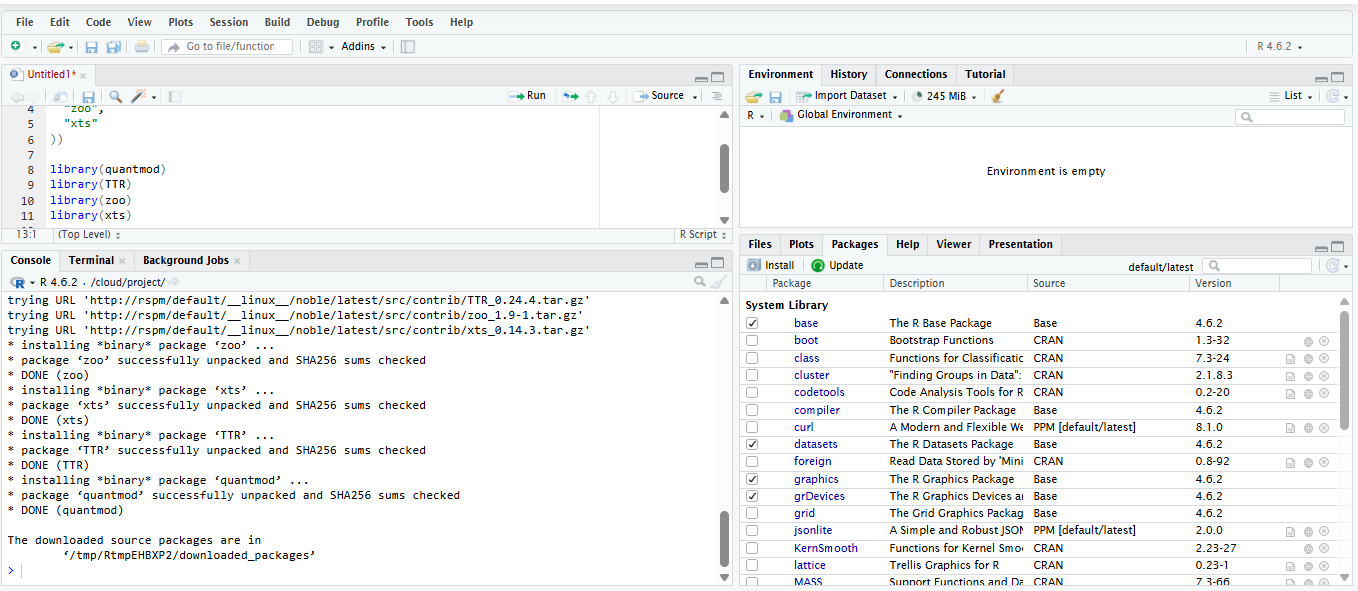 File Edit Code View Plots Session Build Debug Profile Tools Help
Go to file/function Addins R 4.6.2
Untitled1*
Run Source
4 "zoo",
5 "xts"
6 ))
7
8 library(quantmod)
9 library(TTR)
10 library(zoo)
11 library(xts)
13:1 (Top Level) R Script
Console Terminal Background Jobs
R 4.6.2 . /cloud/project/
trying URL 'http://rspm/default/__linux__/noble/latest/src/contrib/TTR_0.24.4.tar.gz'
trying URL 'http://rspm/default/__linux__/noble/latest/src/contrib/zoo_1.9-1.tar.gz'
trying URL 'http://rspm/default/__linux__/noble/latest/src/contrib/xts_0.14.3.tar.gz'
* installing *binary* package ‘zoo’ ...
* package ‘zoo’ successfully unpacked and SHA256 sums checked
* DONE (zoo)
* installing *binary* package ‘xts’ ...
* package ‘xts’ successfully unpacked and SHA256 sums checked
* DONE (xts)
* installing *binary* package ‘TTR’ ...
* package ‘TTR’ successfully unpacked and SHA256 sums checked
* DONE (TTR)
* installing *binary* package ‘quantmod’ ...
* package ‘quantmod’ successfully unpacked and SHA256 sums checked
* DONE (quantmod)
The downloaded source packages are in
‘/tmp/RtmpEHBXP2/downloaded_packages’
>
Environment History Connections Tutorial
Import Dataset 245 MiB List
R Global Environment
Environment is empty
Files Plots Packages Help Viewer Presentation
Install Update default/latest
Package Description Source Version
System Library
base The R Base Package Base 4.6.2
boot Bootstrap Functions CRAN 1.3-32
class Functions for Classificatic CRAN 7.3-24
cluster "Finding Groups in Data": CRAN 2.1.8.3
codetools Code Analysis Tools for R CRAN 0.2-20
compiler The R Compiler Package Base 4.6.2
curl A Modern and Flexible We PPM [default/latest] 8.1.0
datasets The R Datasets Package Base 4.6.2
foreign Read Data Stored by 'Mini CRAN 0.8-92
graphics The R Graphics Package Base 4.6.2
grDevices The R Graphics Devices ar Base 4.6.2
grid The Grid Graphics Packag Base 4.6.2
jsonlite A Simple and Robust JSON PPM [default/latest] 2.0.0
KernSmooth Functions for Kernel Smo CRAN 2.23-27
lattice Trellis Graphics for R CRAN 0.23-1
MASS Support Functions and Da CRAN 7.3-66